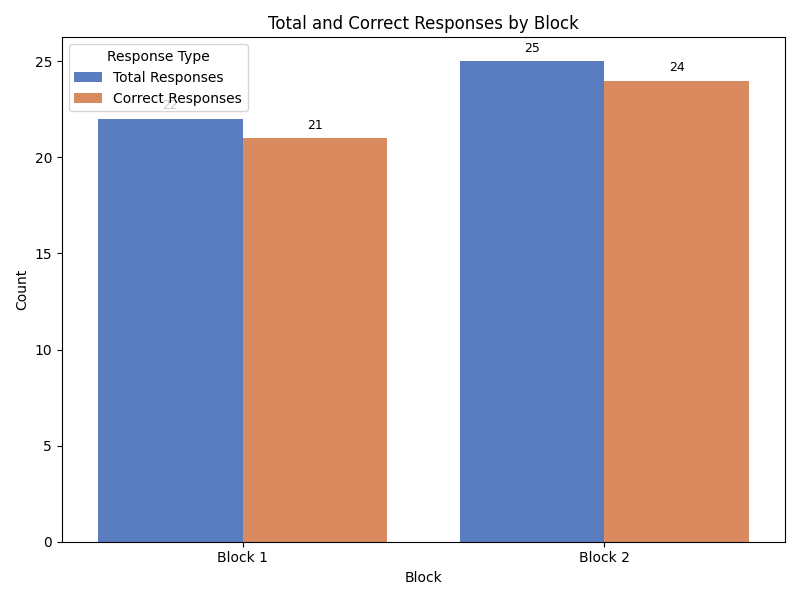 Total and Correct Responses by Block
Response Type
Total Responses
Correct Responses
22
21
25
24
25
20
15
10
5
0
Count
Block 1
Block 2
Block